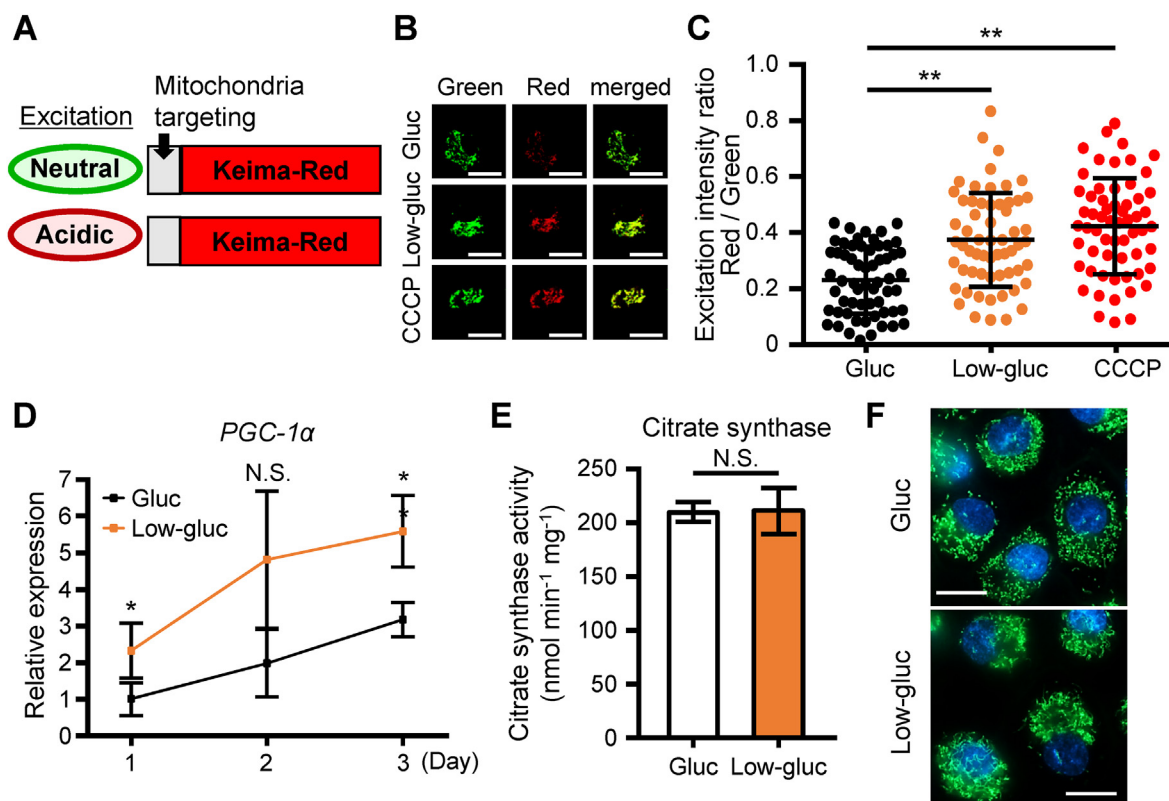 A
Excitation
Mitochondria
targeting
Neutral
Keima-Red
Acidic
Keima-Red
B
Green Red merged
Gluc
Low-gluc
CCCP
C
**
**
Excitation intensity ratio
Red / Green
1.0
0.8
0.6
0.4
0.2
0
Gluc Low-gluc CCCP
D
PGC-1α
N.S.
*
*
*
Gluc
Low-gluc
Relative expression
7
6
5
4
3
2
1
0
1 2 3 (Day)
E
Citrate synthase
N.S.
Citrate synthase activity
(nmol min⁻¹ mg⁻¹)
250
200
150
100
50
0
Gluc Low-gluc
F
Gluc
Low-gluc